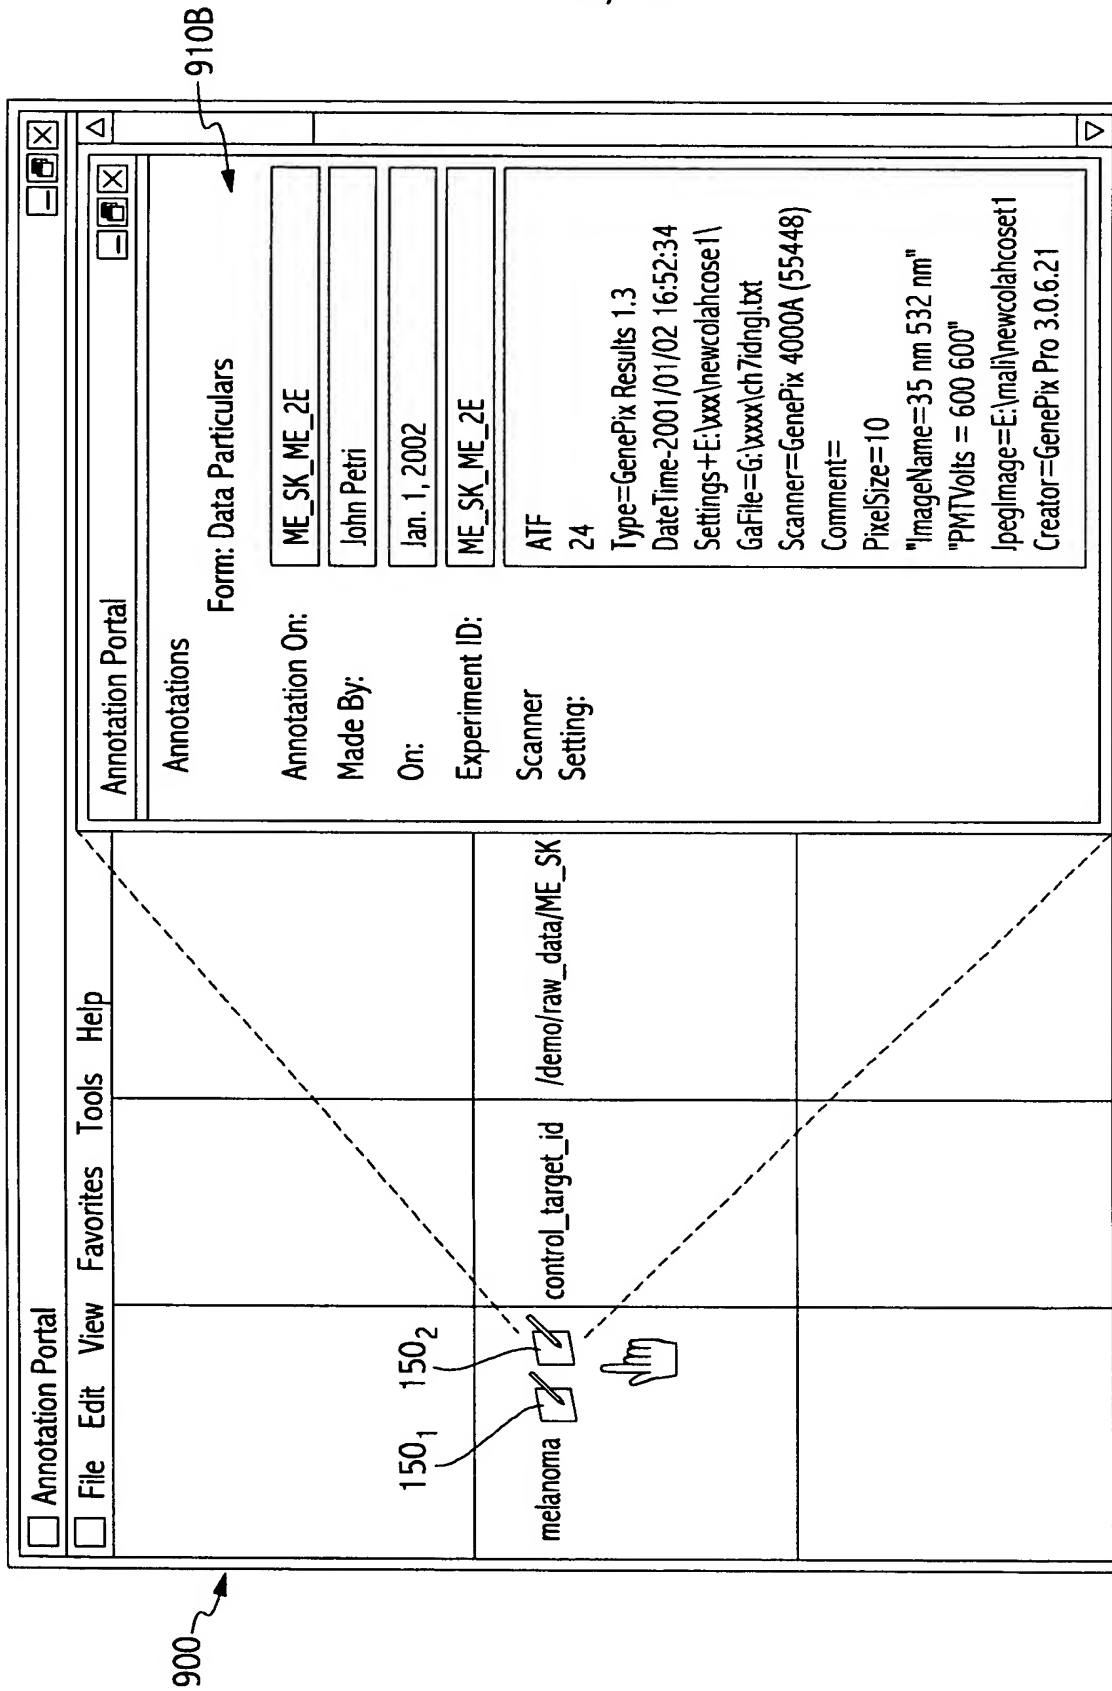 900
910B
Annotation Portal
File Edit View Favorites Tools Help
150₁
150₂
melanoma
control_target_id
/demo/raw_data/ME_SK
Annotation Portal
Annotations
Form: Data Particulars
Annotation On: ME_SK_ME_2E
Made By: John Petri
On: Jan. 1, 2002
Experiment ID: ME_SK_ME_2E
Scanner
Setting:
ATF
24
Type=GenePix Results 1.3
DateTime-2001/01/02 16:52:34
Settings+E:\xxx\newcolahcose1\
GaFile=G:\xxxx\ch7idngl.txt
Scanner=GenePix 4000A (55448)
Comment=
PixelSize=10
"ImageName=35 nm 532 nm"
"PMTVolts = 600 600"
JpegImage=E:\mali\newcolahcoset1
Creator=GenePix Pro 3.0.6.21